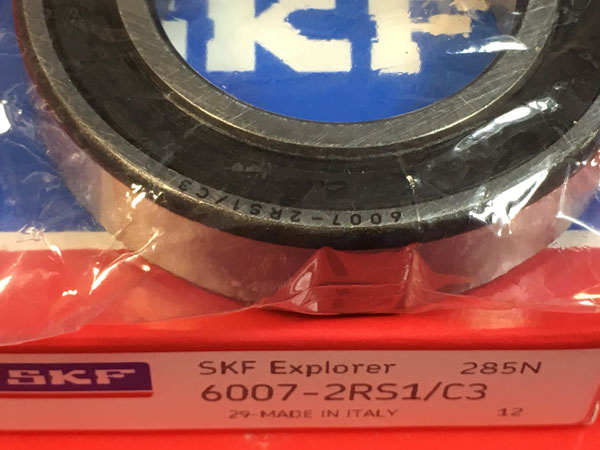 SKF
6007-2RS1/C3
SKF
SKF Explorer 285N
6007-2RS1/C3
29-MADE IN ITALY 12